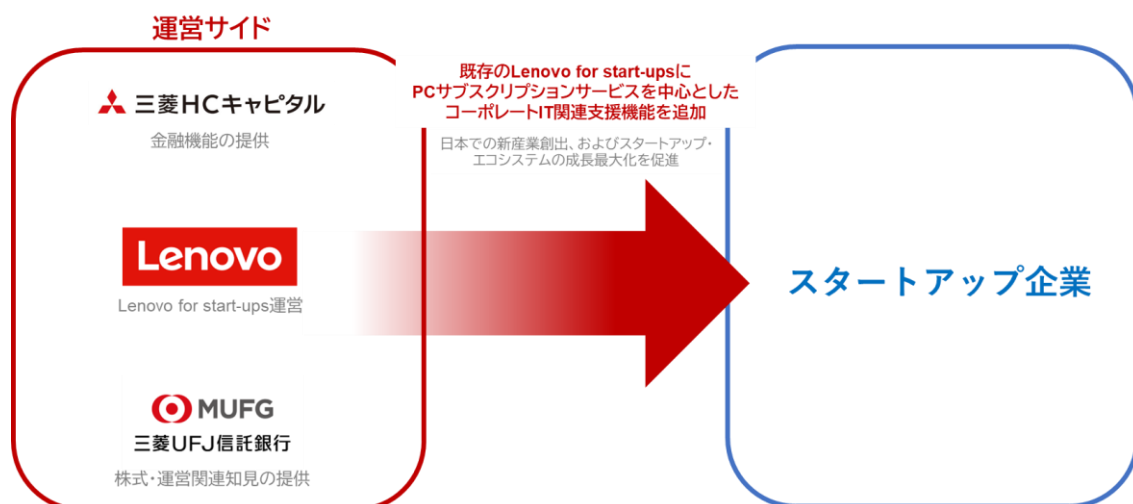 運営サイド
三菱HCキャピタル
金融機能の提供
Lenovo
Lenovo for start-ups運営
MUFG
三菱UFJ信託銀行
株式・運営関連知見の提供
既存のLenovo for start-upsに
PCサブスクリプションサービスを中心とした
コーポレートIT関連支援機能を追加
日本での新産業創出、およびスタートアップ・
エコシステムの成長最大化を促進
スタートアップ企業